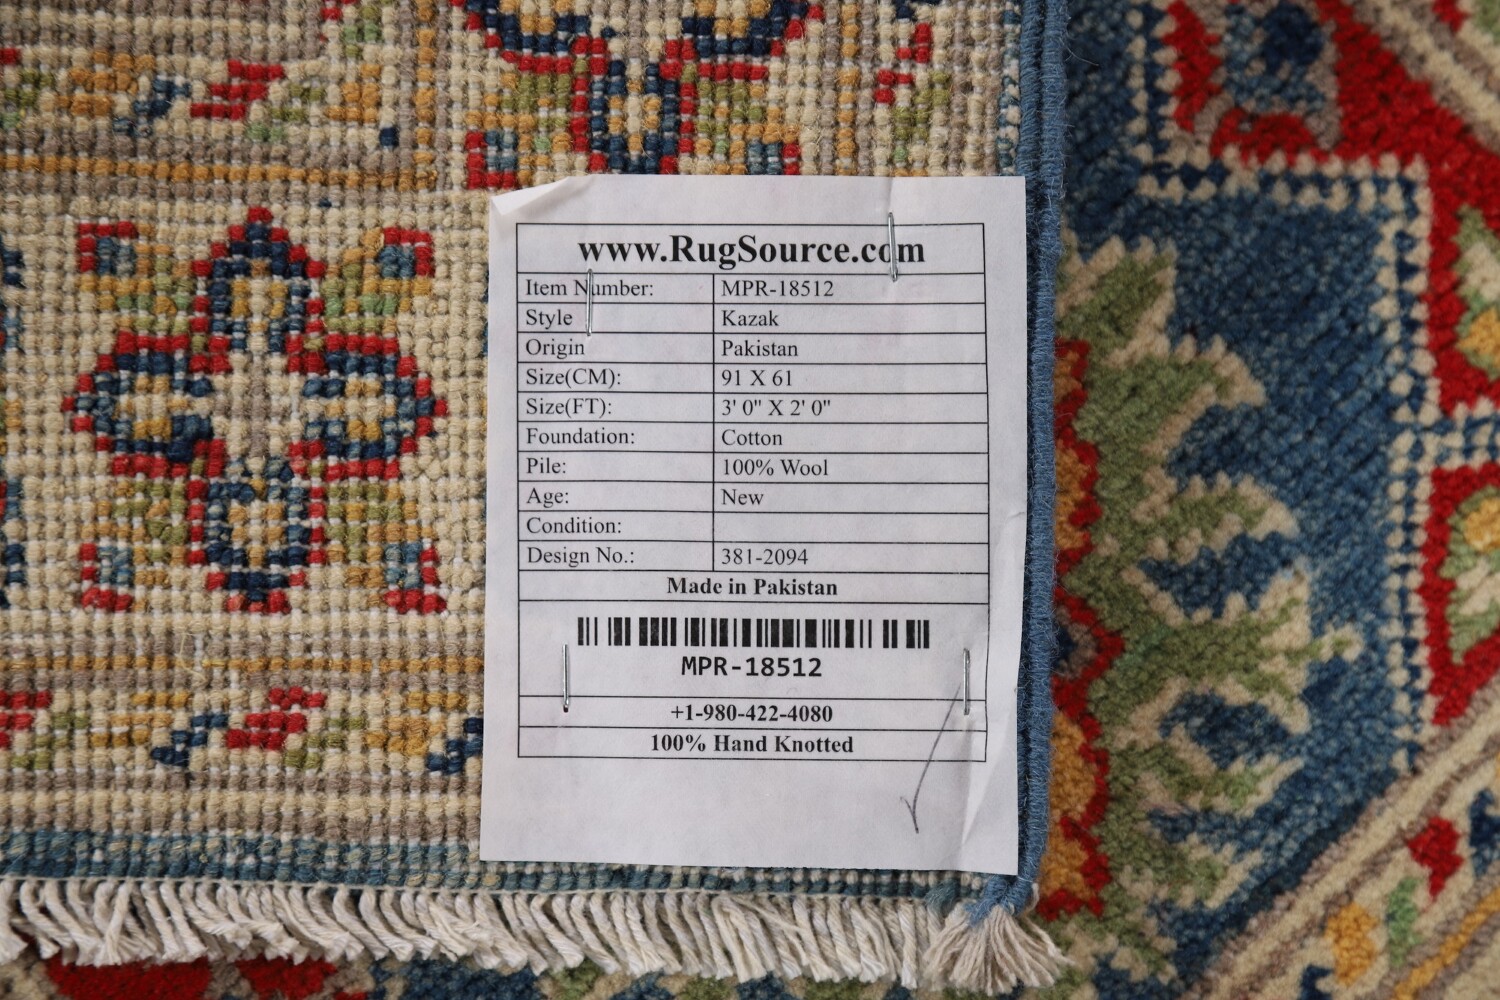 www.RugSource.com
Item Number: MPR-18512
Style Kazak
Origin Pakistan
Size(CM): 91 X 61
Size(FT): 3' 0" X 2' 0"
Foundation: Cotton
Pile: 100% Wool
Age: New
Condition:
Design No.: 381-2094
Made in Pakistan
MPR-18512
+1-980-422-4080
100% Hand Knotted